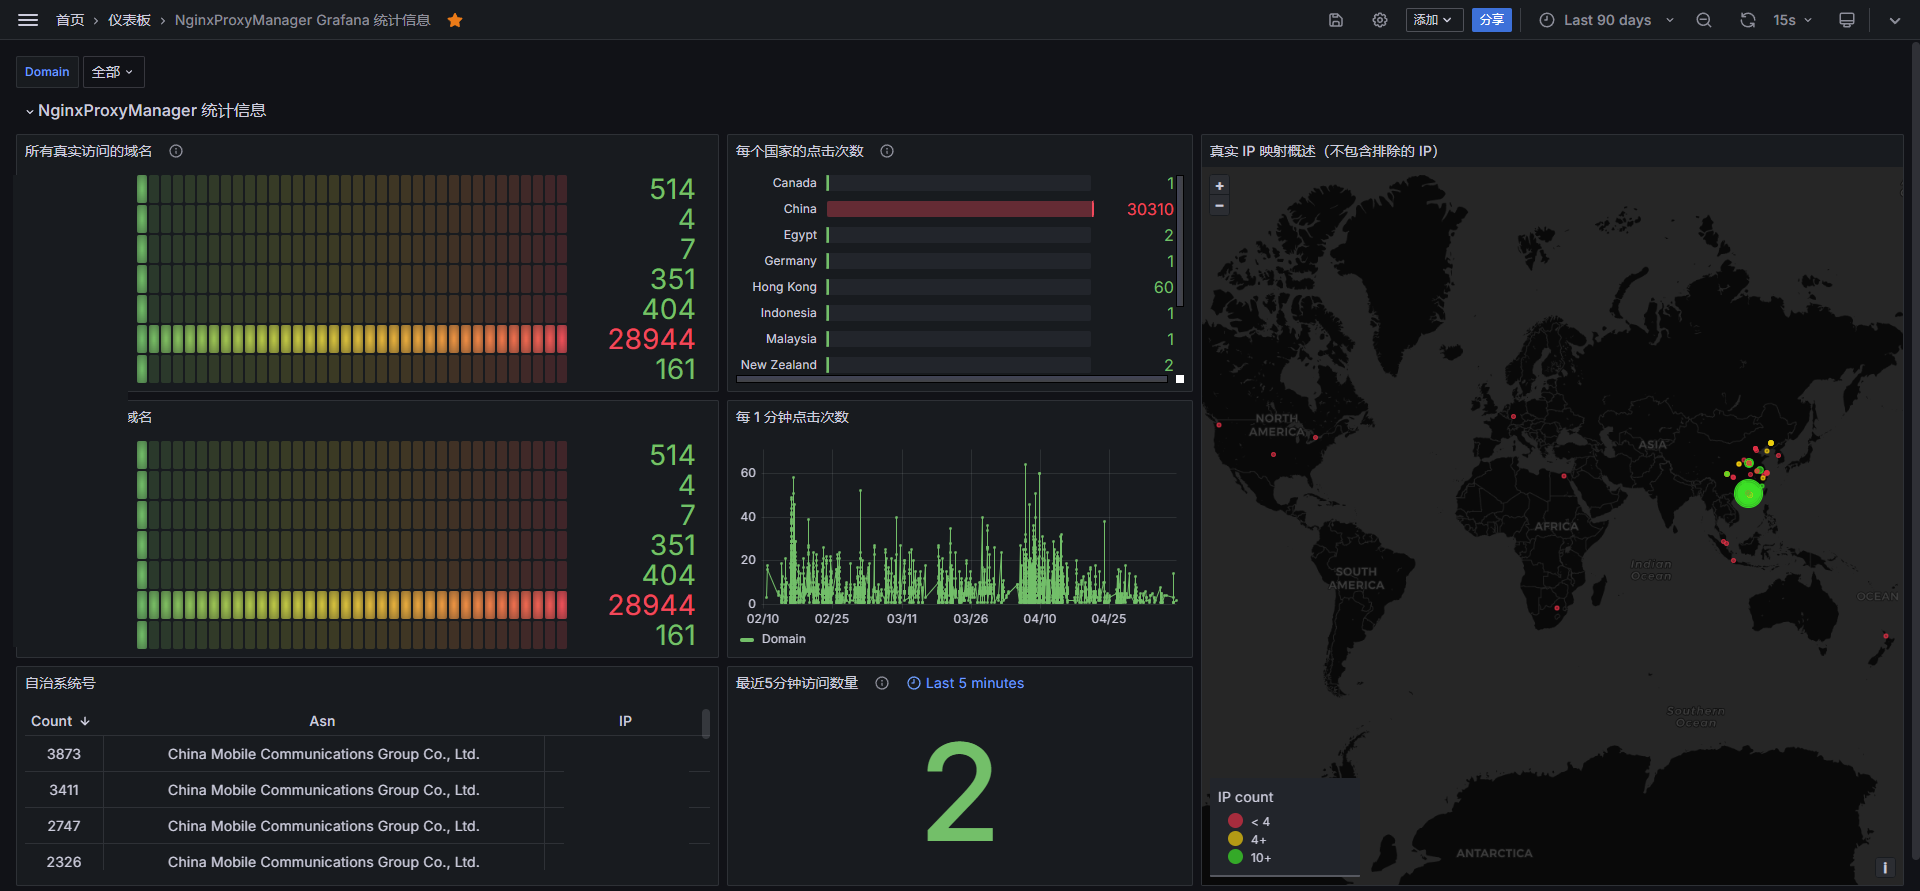 首页 › 仪表板 › NginxProxyManager Grafana 统计信息
添加
分享
Last 90 days
15s
Domain 全部
NginxProxyManager 统计信息
所有真实访问的域名
514
4
7
351
404
28944
161
域名
514
4
7
351
404
28944
161
自治系统号
Count Asn IP
3873 China Mobile Communications Group Co., Ltd.
3411 China Mobile Communications Group Co., Ltd.
2747 China Mobile Communications Group Co., Ltd.
2326 China Mobile Communications Group Co., Ltd.
每个国家的点击次数
Canada 1
China 30310
Egypt 2
Germany 1
Hong Kong 60
Indonesia 1
Malaysia 1
New Zealand 2
每 1 分钟点击次数
60
40
20
0
02/10 02/25 03/11 03/26 04/10 04/25
Domain
最近5分钟访问数量 Last 5 minutes
2
真实 IP 映射概述（不包含排除的 IP）
+
−
NORTH
AMERICA
ASIA
AFRICA
SOUTH
AMERICA
Indian
Ocean
OCEAN
Southern
Ocean
ANTARCTICA
IP count
< 4
4+
10+
i